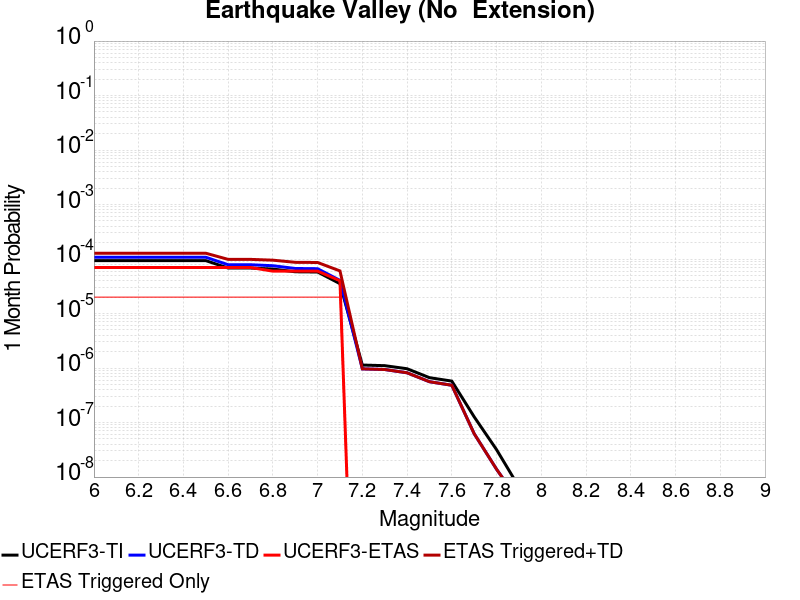 Earthquake Valley (No  Extension)
10^0
10^-1
10^-2
10^-3
10^-4
10^-5
10^-6
10^-7
10^-8
1 Month Probability
6 6.2 6.4 6.6 6.8 7 7.2 7.4 7.6 7.8 8 8.2 8.4 8.6 8.8 9
Magnitude
UCERF3-TI UCERF3-TD UCERF3-ETAS ETAS Triggered+TD
ETAS Triggered Only